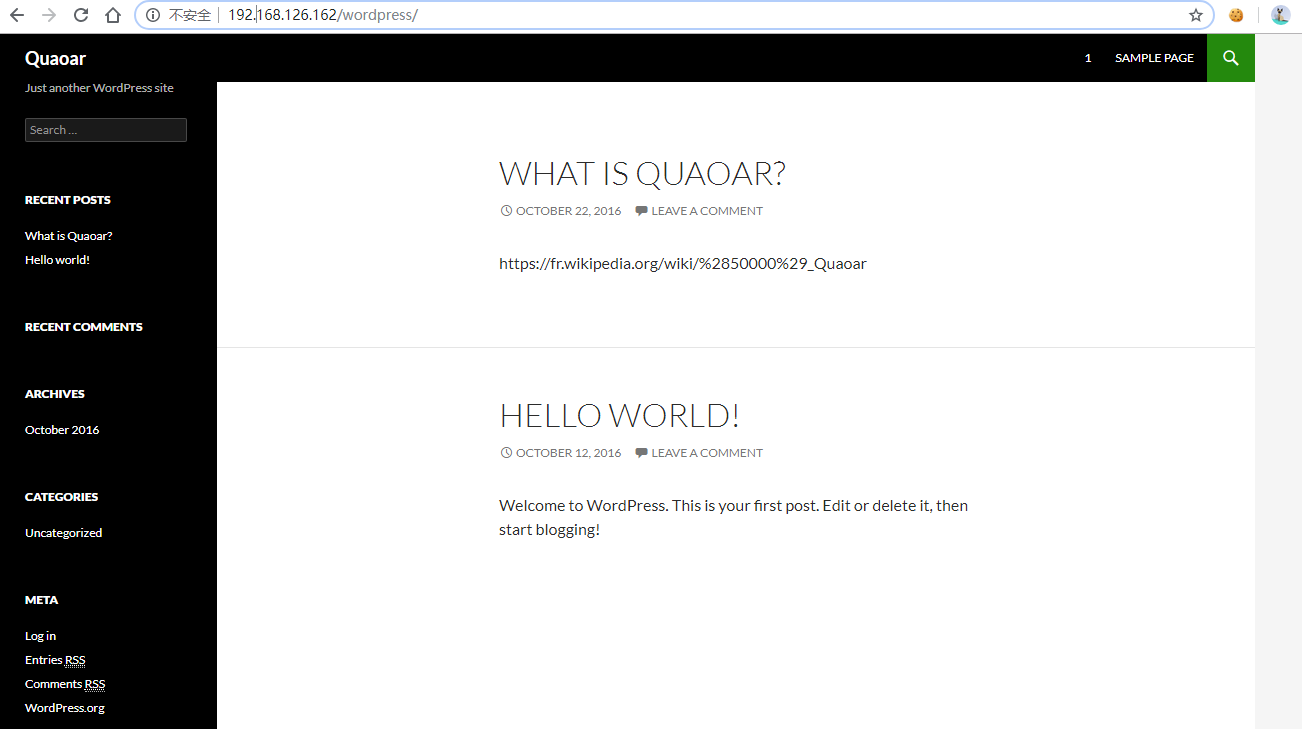 不安全 192.168.126.162/wordpress/
Quaoar
1 SAMPLE PAGE
Just another WordPress site
Search ...
RECENT POSTS
What is Quaoar?
Hello world!
RECENT COMMENTS
ARCHIVES
October 2016
CATEGORIES
Uncategorized
META
Log in
Entries RSS
Comments RSS
WordPress.org
WHAT IS QUAOAR?
OCTOBER 22, 2016 LEAVE A COMMENT
https://fr.wikipedia.org/wiki/%2850000%29_Quaoar
HELLO WORLD!
OCTOBER 12, 2016 LEAVE A COMMENT
Welcome to WordPress. This is your first post. Edit or delete it, then
start blogging!